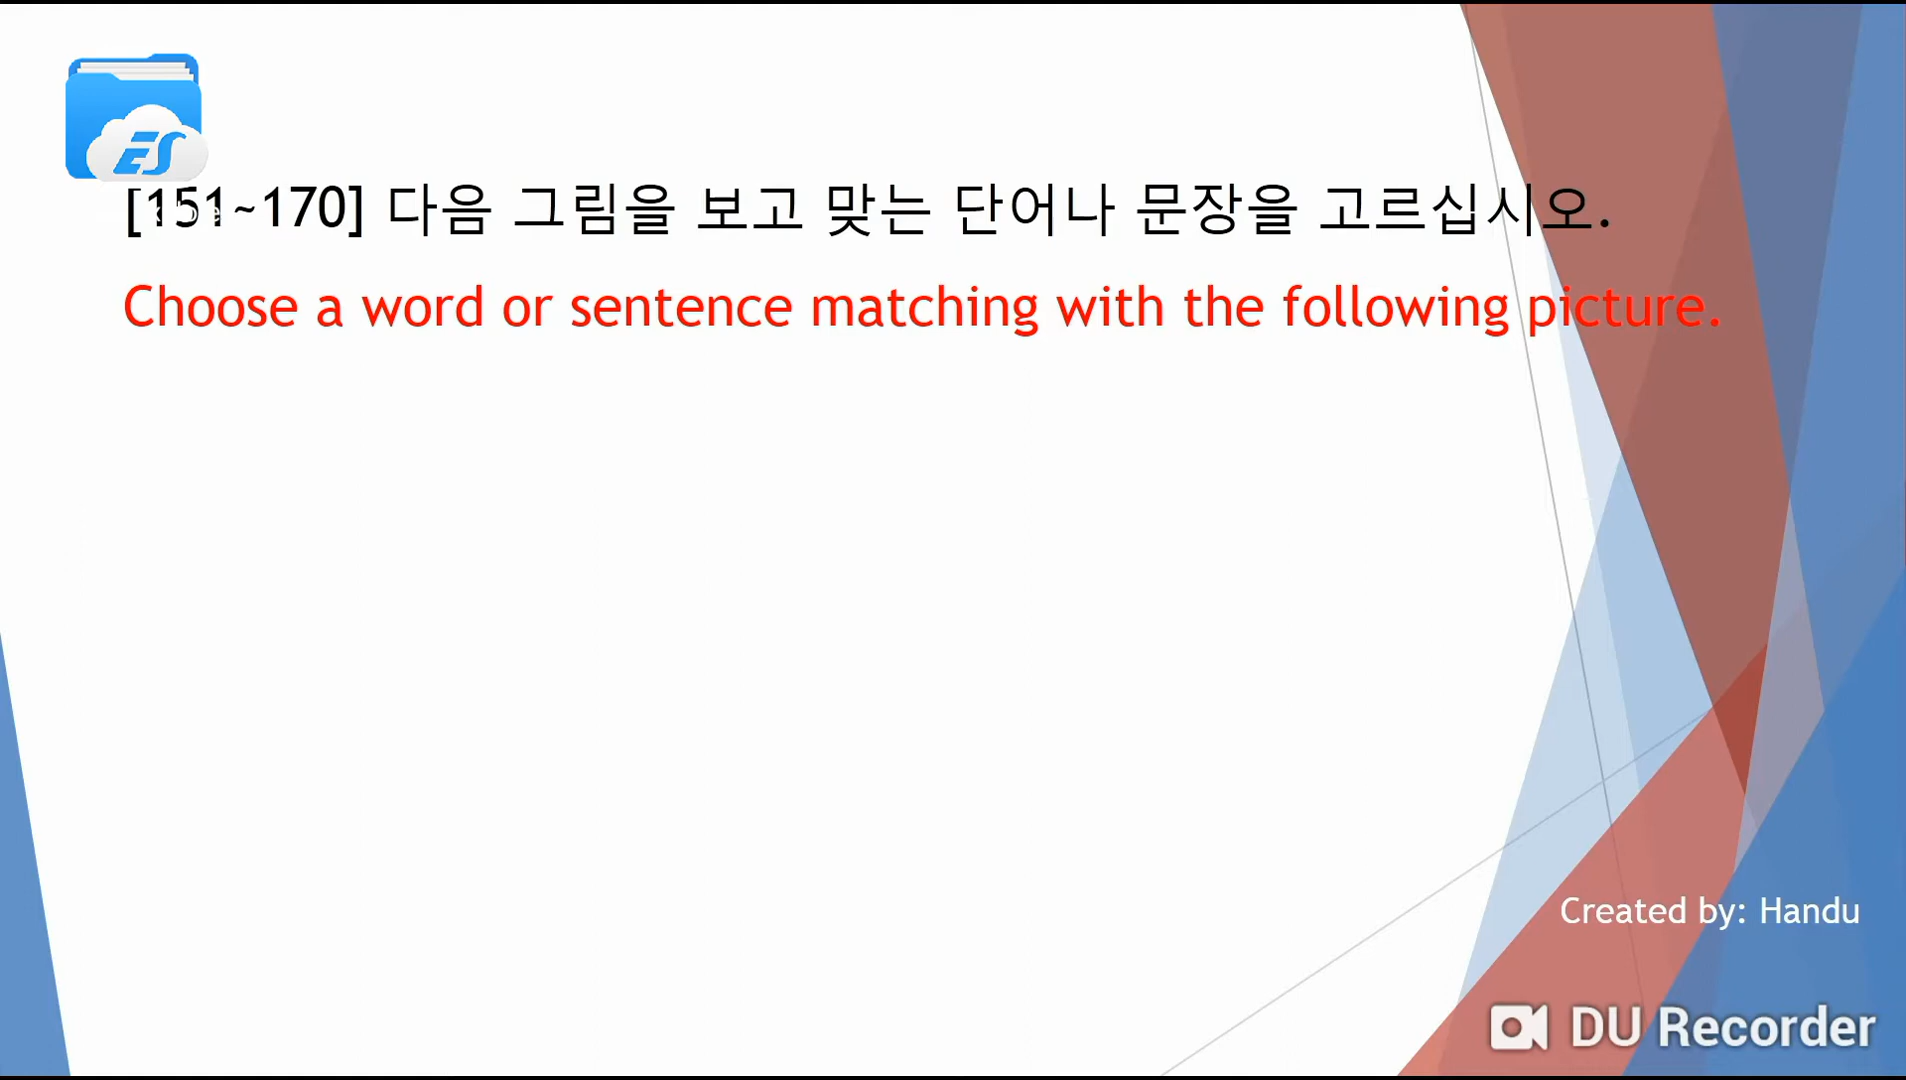 ES
[151~170] 다음 그림을 보고 맞는 단어나 문장을 고르십시오.
Choose a word or sentence matching with the following picture.
Created by: Handu
DU Recorder